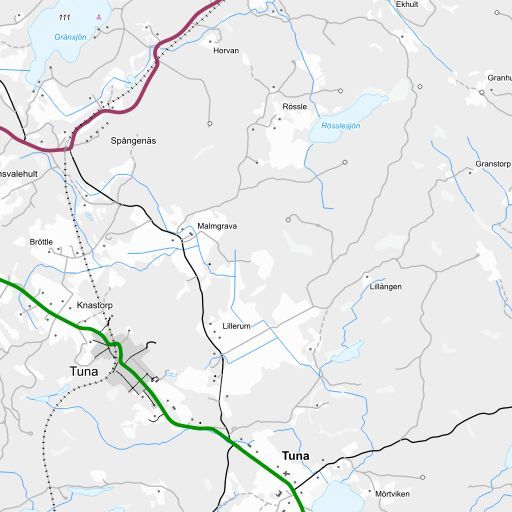 Ekhult
111
Gränsjön
Horvan
Granhu
Rössle
Rösslesjön
Spångenäs
Granstorp
nsvalehult
Malmgrava
Bröttle
Lillängen
Knastorp
Lillerum
Tuna
Tuna
Mörtviken